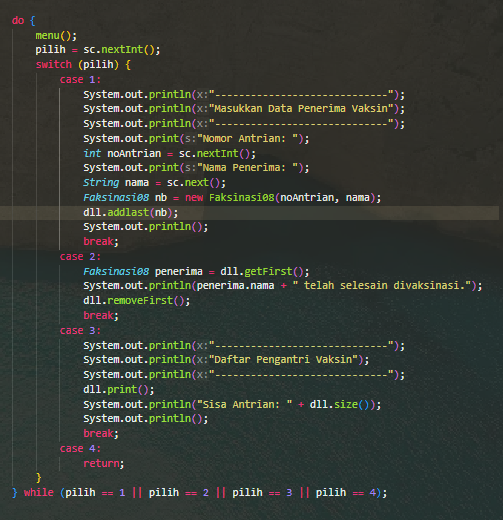 do {
menu();
pilih = sc.nextInt();
switch (pilih) {
case 1:
System.out.println(x:"-----------------------------");
System.out.println(x:"Masukkan Data Penerima Vaksin");
System.out.println(x:"-----------------------------");
System.out.print(s:"Nomor Antrian: ");
int noAntrian = sc.nextInt();
System.out.print(s:"Nama Penerima: ");
String nama = sc.next();
Faksinasi08 nb = new Faksinasi08(noAntrian, nama);
dll.addlast(nb);
System.out.println();
break;
case 2:
Faksinasi08 penerima = dll.getFirst();
System.out.println(penerima.nama + " telah selesain divaksinasi.");
dll.removeFirst();
break;
case 3:
System.out.println(x:"-----------------------------");
System.out.println(x:"Daftar Pengantri Vaksin");
System.out.println(x:"-----------------------------");
dll.print();
System.out.println("Sisa Antrian: " + dll.size());
System.out.println();
break;
case 4:
return;
}
} while (pilih == 1 || pilih == 2 || pilih == 3 || pilih == 4);